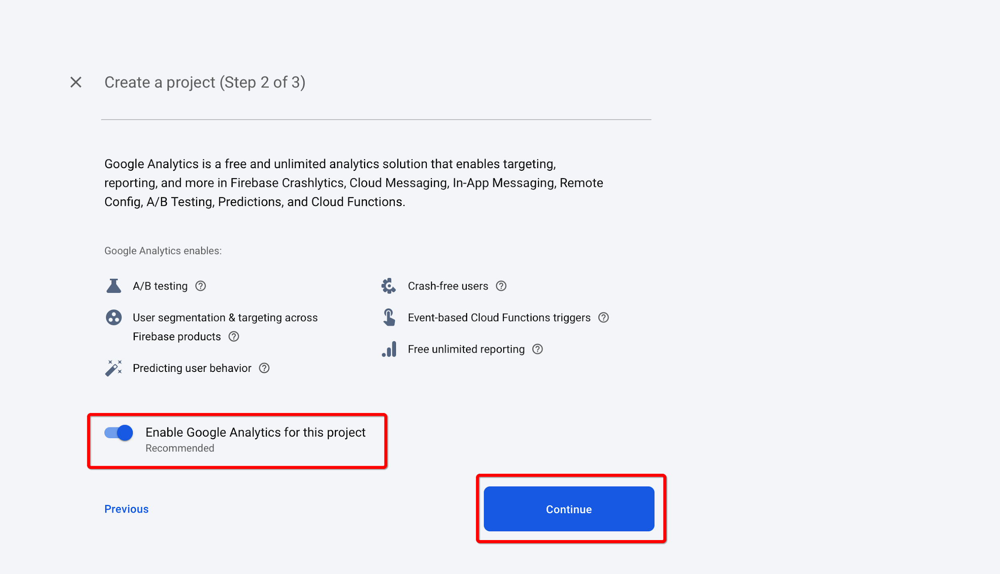 Create a project (Step 2 of 3)
Google Analytics is a free and unlimited analytics solution that enables targeting,
reporting, and more in Firebase Crashlytics, Cloud Messaging, In-App Messaging, Remote
Config, A/B Testing, Predictions, and Cloud Functions.
Google Analytics enables:
A/B testing
User segmentation & targeting across
Firebase products
Predicting user behavior
Crash-free users
Event-based Cloud Functions triggers
Free unlimited reporting
Enable Google Analytics for this project
Recommended
Previous
Continue